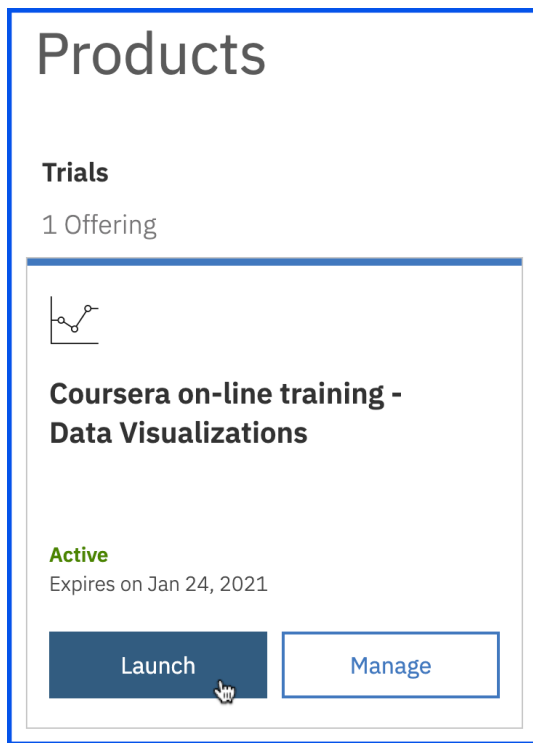 Products
Trials
1 Offering
Coursera on-line training -
Data Visualizations
Active
Expires on Jan 24, 2021
Launch
Manage